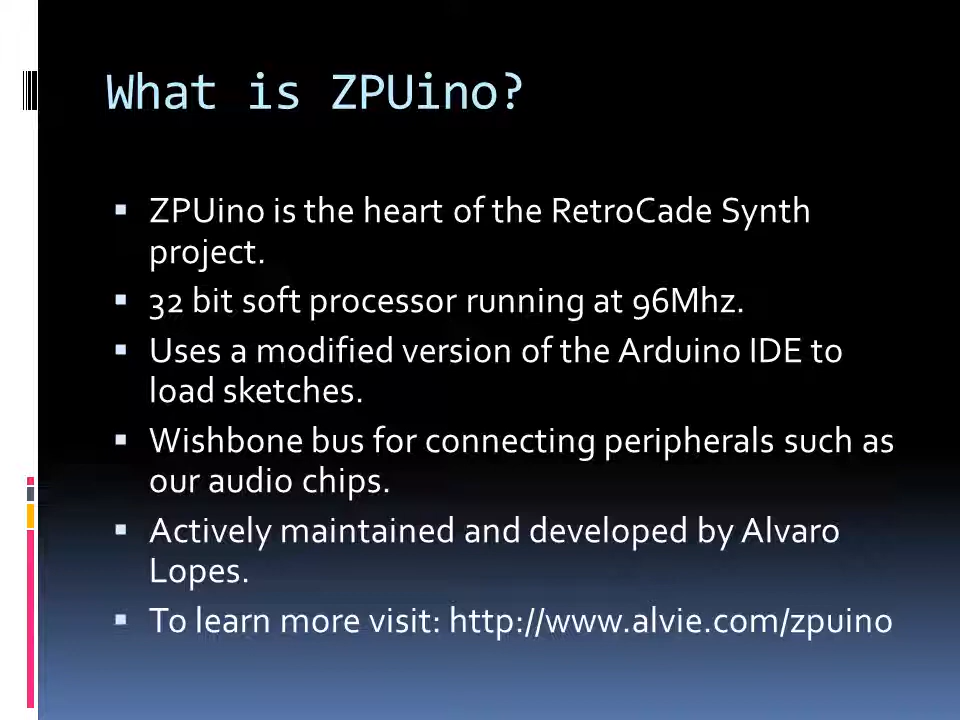 What is ZPUino?
▪ ZPUino is the heart of the RetroCade Synth
project.
▪ 32 bit soft processor running at 96Mhz.
▪ Uses a modified version of the Arduino IDE to
load sketches.
▪ Wishbone bus for connecting peripherals such as
our audio chips.
▪ Actively maintained and developed by Alvaro
Lopes.
▪ To learn more visit: http://www.alvie.com/zpuino